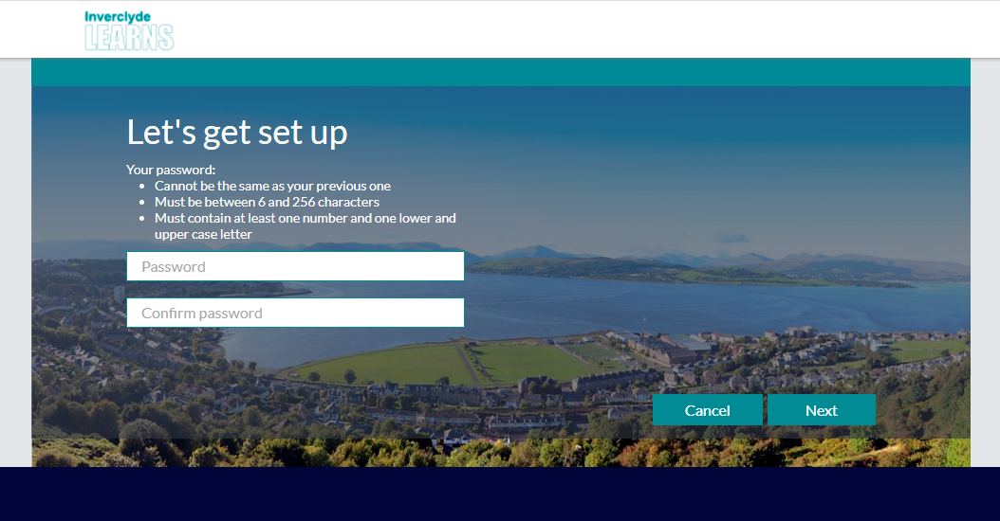 Inverclyde
LEARNS
Let's get set up
Your password:
• Cannot be the same as your previous one
• Must be between 6 and 256 characters
• Must contain at least one number and one lower and
upper case letter
Password
Confirm password
Cancel
Next